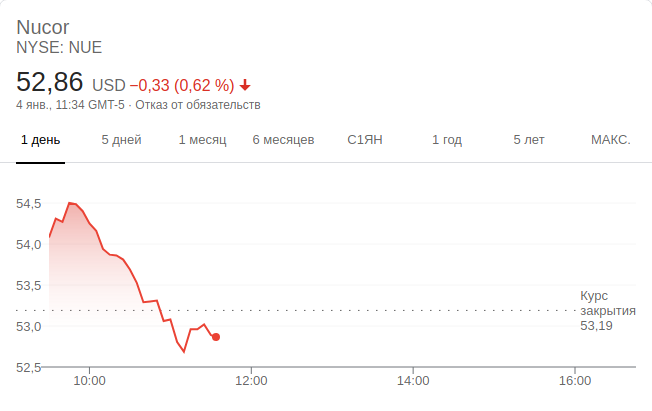 Nucor
NYSE: NUE
52,86 USD −0,33 (0,62 %)
4 янв., 11:34 GMT-5 · Отказ от обязательств
1 день 5 дней 1 месяц 6 месяцев С1ЯН 1 год 5 лет МАКС.
54,5
54,0
53,5
Курс
закрытия
53,19
53,0
52,5
10:00 12:00 14:00 16:00